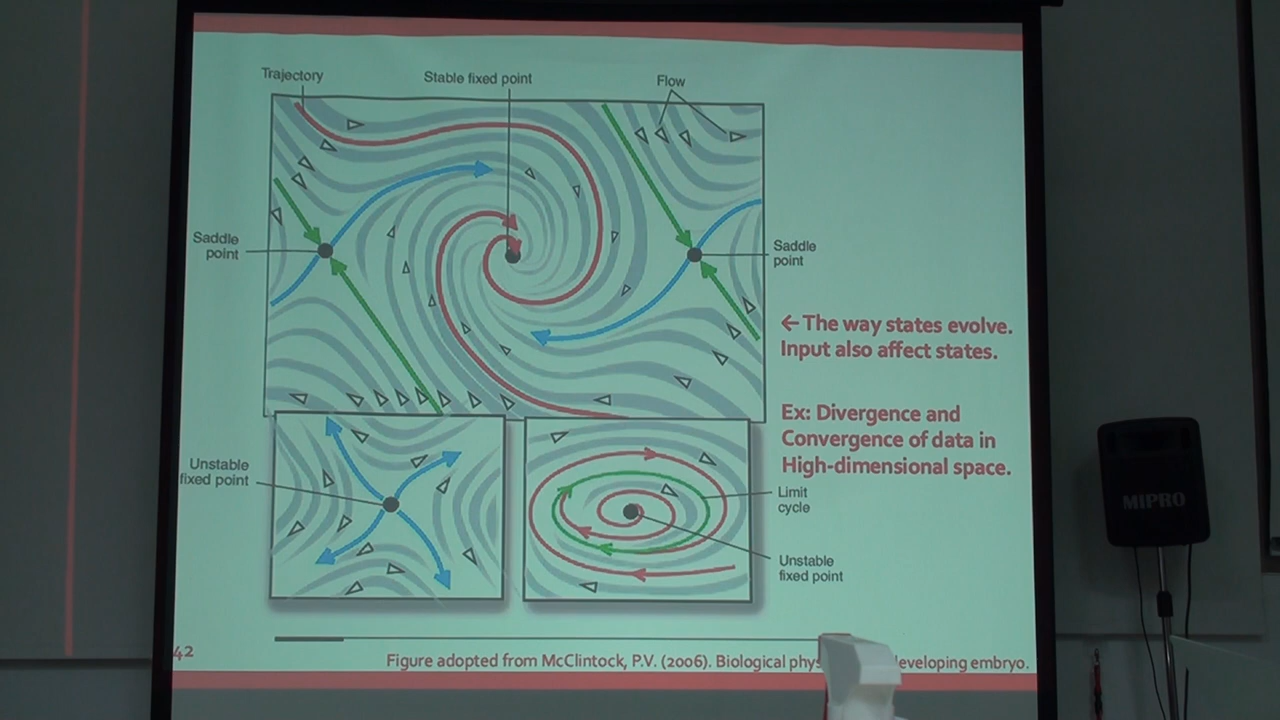 Trajectory
Stable fixed point
Flow
Saddle
point
Saddle
point
← The way states evolve.
Input also affect states.
Ex: Divergence and
Convergence of data in
High-dimensional space.
Unstable
fixed point
Limit
cycle
Unstable
fixed point
MIPRO
42
Figure adopted from McClintock, P.V. (2006). Biological phys eveloping embryo.